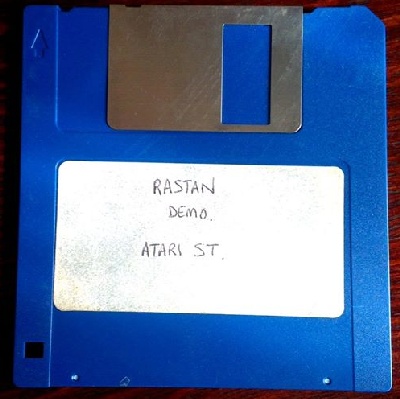 RASTAN
DEMO.
ATARI ST.